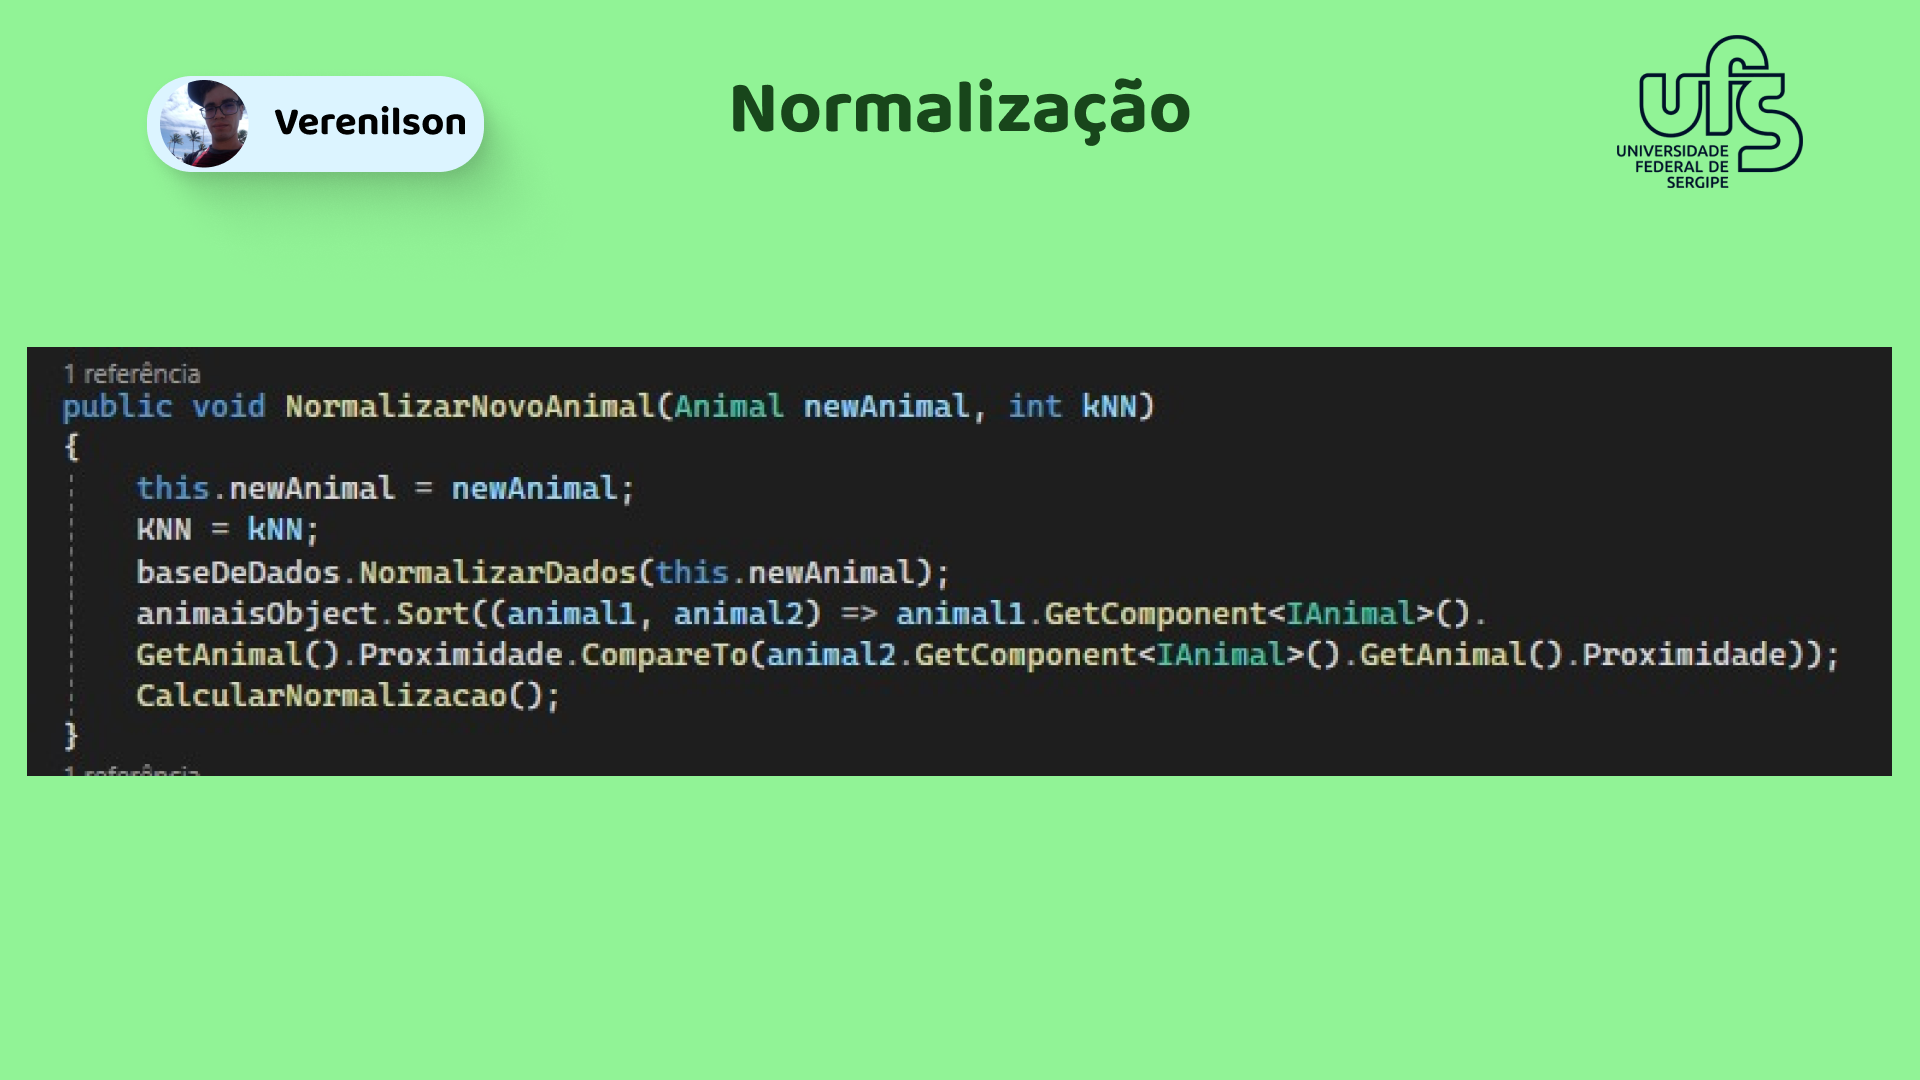 Verenilson
Normalização
UNIVERSIDADE
FEDERAL DE
SERGIPE
1 referência
public void NormalizarNovoAnimal(Animal newAnimal, int kNN)
{
this.newAnimal = newAnimal;
KNN = kNN;
baseDeDados.NormalizarDados(this.newAnimal);
animaisObject.Sort((animal1, animal2) => animal1.GetComponent<IAnimal>().
GetAnimal().Proximidade.CompareTo(animal2.GetComponent<IAnimal>().GetAnimal().Proximidade));
CalcularNormalizacao();
}
1 referência